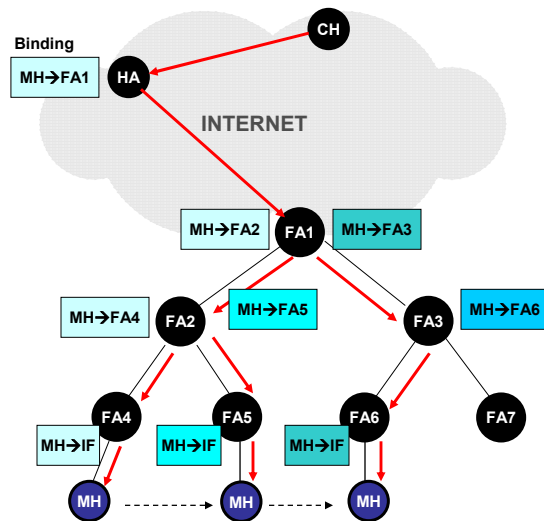 CH
Binding
MH→FA1
HA
INTERNET
MH→FA2
FA1
MH→FA3
MH→FA4
FA2
MH→FA5
FA3
MH→FA6
FA4
FA5
FA6
FA7
MH→IF
MH→IF
MH→IF
MH
MH
MH